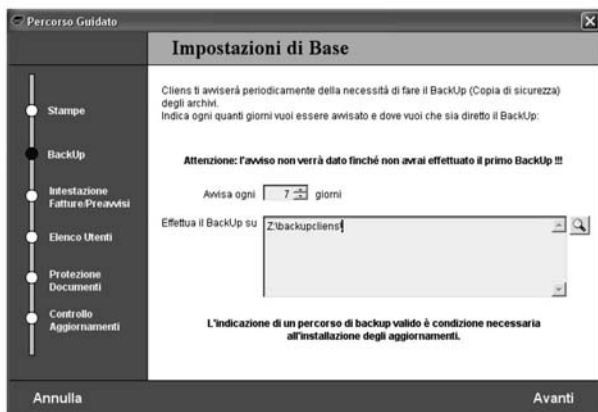 Percorso Guidato
Impostazioni di Base
Stampe
BackUp
Intestazione
Fatture/Preavvisi
Elenco Utenti
Protezione
Documenti
Controllo
Aggiornamenti
Cliens ti avviserà periodicamente della necessità di fare il BackUp (Copia di sicurezza)
degli archivi.
Indica ogni quanti giorni vuoi essere avvisato e dove vuoi che sia diretto il BackUp:
Attenzione: l'avviso non verrà dato finché non avrai effettuato il primo BackUp !!!
Avvisa ogni 7 giorni
Effettua il BackUp su Z:\backupcliens\
L'indicazione di un percorso di backup valido è condizione necessaria
all'installazione degli aggiornamenti.
Annulla
Avanti